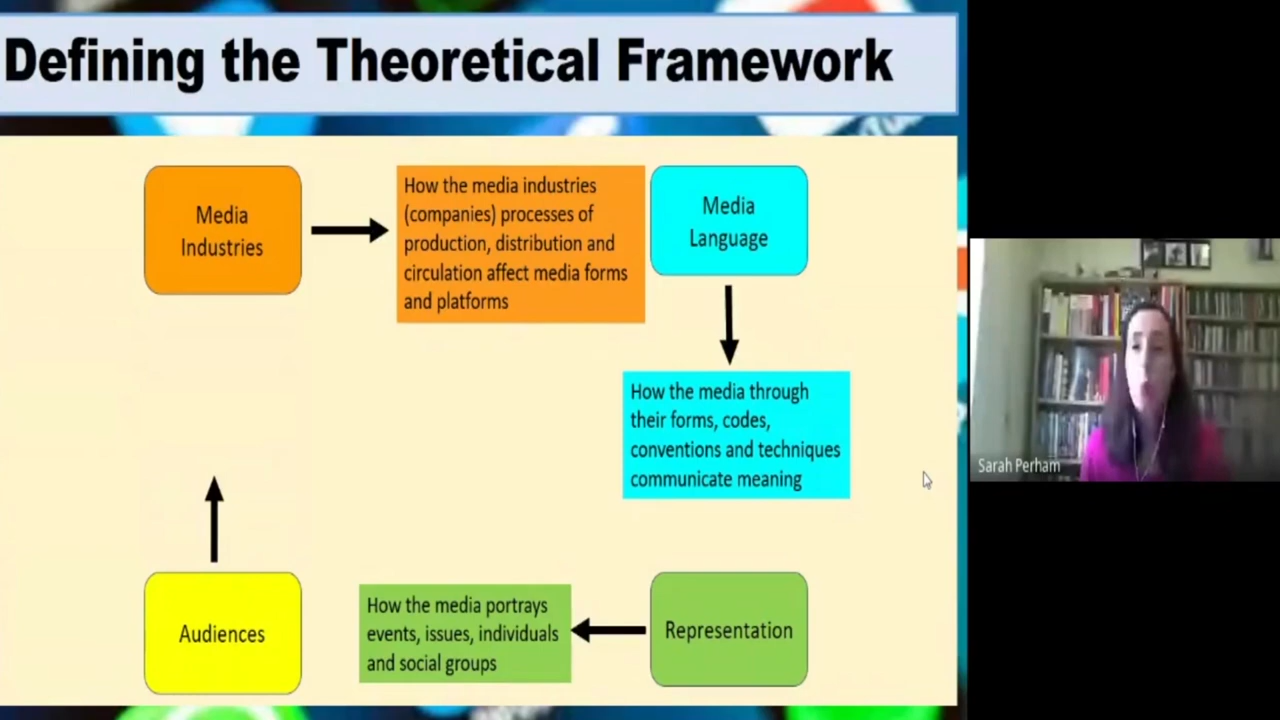 Defining the Theoretical Framework
Media
Industries
How the media industries
(companies) processes of
production, distribution and
circulation affect media forms
and platforms
Media
Language
How the media through
their forms, codes,
conventions and techniques
communicate meaning
Sarah Perham
Audiences
How the media portrays
events, issues, individuals
and social groups
Representation